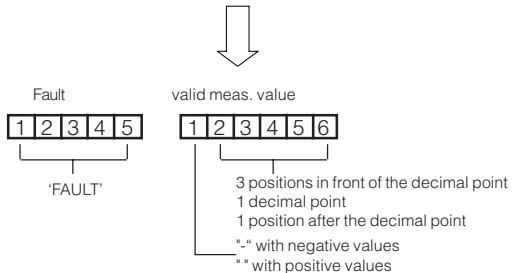 Fault
valid meas. value
1 2 3 4 5
1 2 3 4 5 6
'FAULT'
3 positions in front of the decimal point
1 decimal point
1 position after the decimal point
"-“ with negative values
" " with positive values